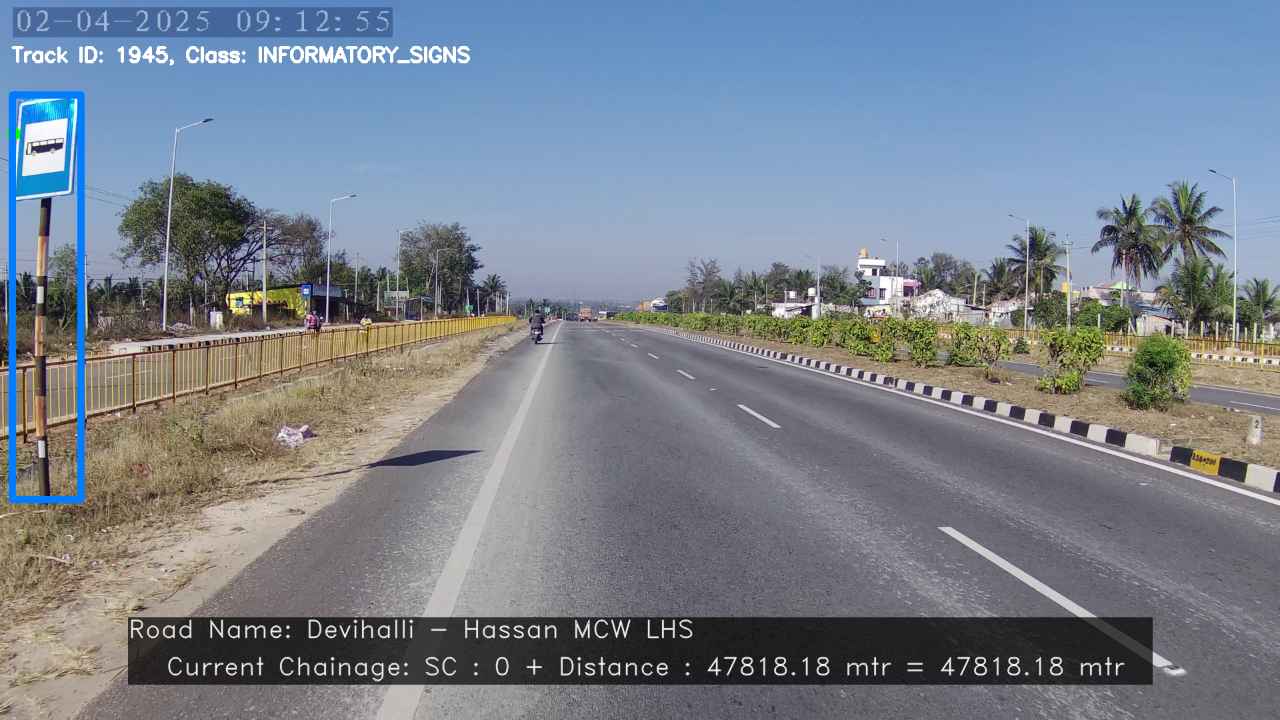 02-04-2025 09:12:55
Track ID: 1945, Class: INFORMATORY_SIGNS
Road Name: Devihalli - Hassan MCW LHS
Current Chainage: SC : 0 + Distance : 47818.18 mtr = 47818.18 mtr